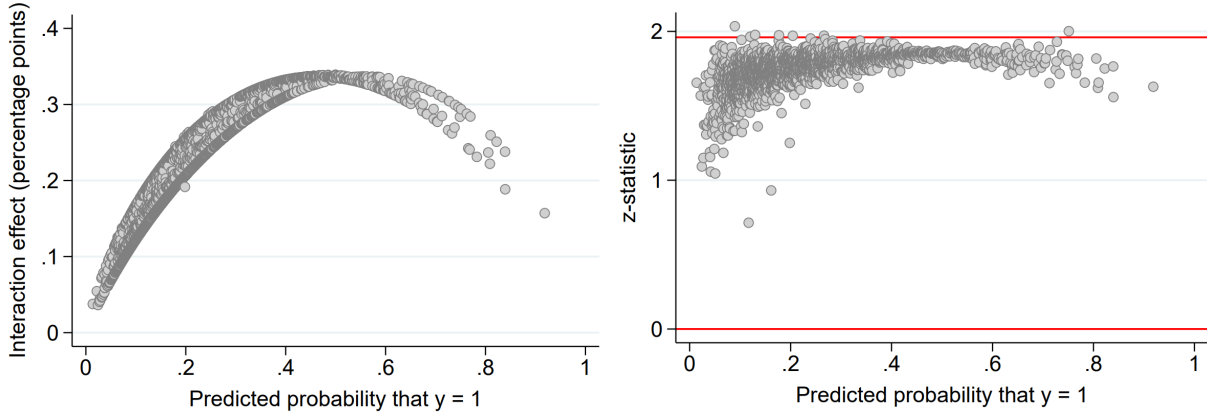 Interaction effect (percentage points)
.4
.3
.2
.1
0
0 .2 .4 .6 .8 1
Predicted probability that y = 1
z-statistic
2
1
0
0 .2 .4 .6 .8 1
Predicted probability that y = 1